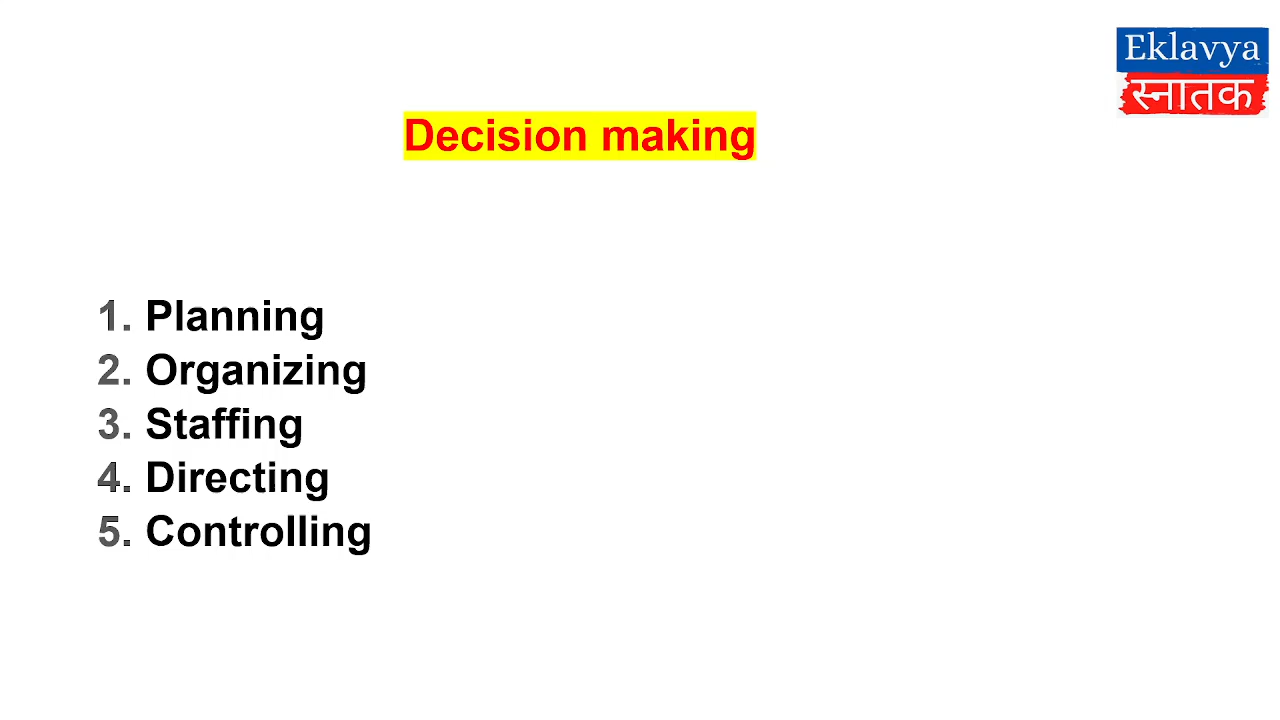 Eklavya
स्नातक
Decision making
1. Planning
2. Organizing
3. Staffing
4. Directing
5. Controlling